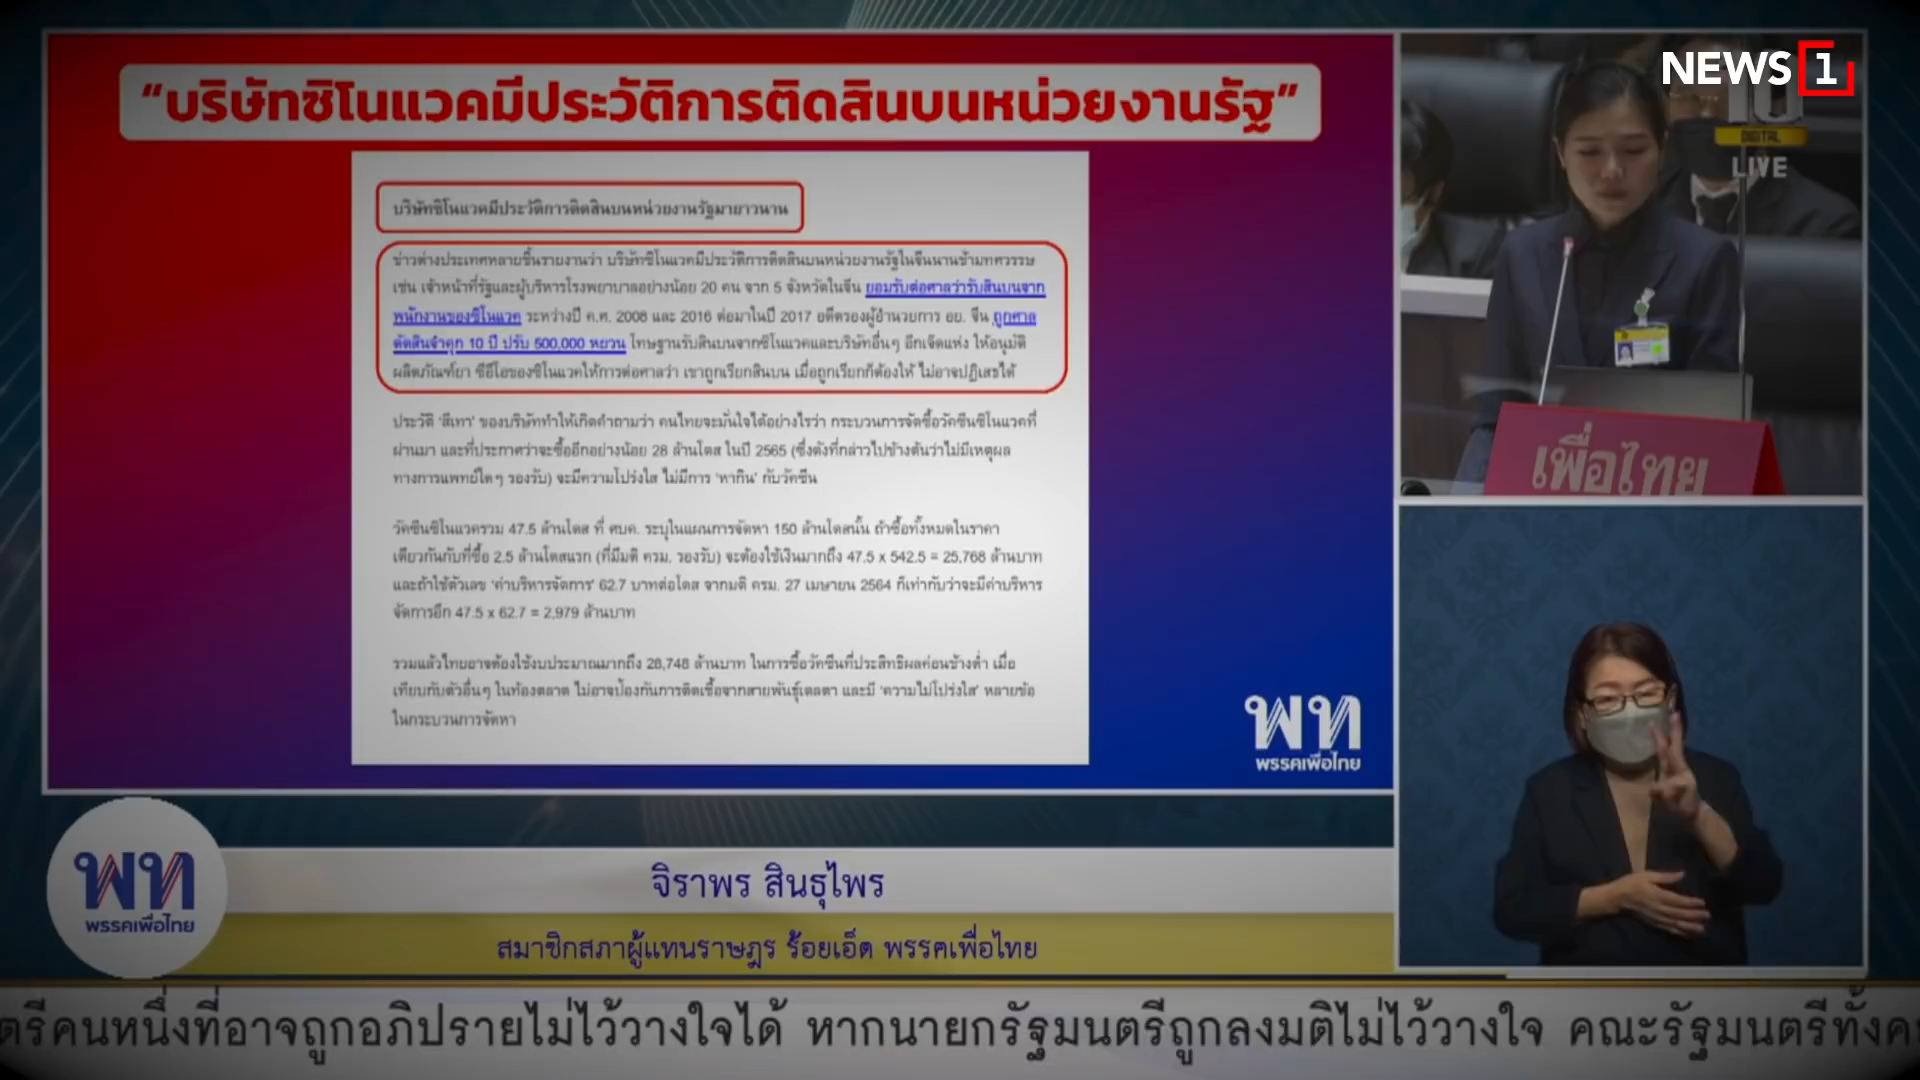 NEWS 1
"บริษัทซิโนแวคมีประวัติการติดสินบนหน่วยงานรัฐ"
บริษัทซิโนแวคมีประวัติการติดสินบนหน่วยงานรัฐมายาวนาน
ข่าวต่างประเทศหลายชิ้นรายงานว่า บริษัทซิโนแวคมีประวัติการติดสินบนหน่วยงานรัฐในจีนนานข้ามทศวรรษ
เช่น เจ้าหน้าที่รัฐและผู้บริหารโรงพยาบาลอย่างน้อย 20 คน จาก 5 จังหวัดในจีน ยอมรับต่อศาลว่ารับสินบนจาก
พนักงานของซิโนแวค ระหว่างปี ค.ศ. 2008 และ 2016 ต่อมาในปี 2017 อดีตรองผู้อำนวยการ อย. จีน ถูกศาล
ตัดสินจำคุก 10 ปี ปรับ 500,000 หยวน โทษฐานรับสินบนจากซิโนแวคและบริษัทอื่นๆ อีกเจ็ดแห่ง ให้อนุมัติ
ผลิตภัณฑ์ยา ซีอีโอของซิโนแวคให้การต่อศาลว่า เขาถูกเรียกสินบน เมื่อถูกเรียกก็ต้องให้ ไม่อาจปฏิเสธได้
ประวัติ 'สีเทา' ของบริษัททำให้เกิดคำถามว่า คนไทยจะมั่นใจได้อย่างไรว่า กระบวนการจัดซื้อวัคซีนซิโนแวคที่
ผ่านมา และที่ประกาศว่าจะซื้ออีกอย่างน้อย 28 ล้านโดส ในปี 2565 (ซึ่งดังที่กล่าวไปข้างต้นว่าไม่มีเหตุผล
ทางการแพทย์ใดๆ รองรับ) จะมีความโปร่งใส ไม่มีการ 'หากิน' กับวัคซีน
วัคซีนซิโนแวครวม 47.5 ล้านโดส ที่ ศบค. ระบุในแผนการจัดหา 150 ล้านโดสนั้น ถ้าซื้อทั้งหมดในราคา
เดียวกันกับที่ซื้อ 2.5 ล้านโดสแรก (ที่มีมติ ครม. รองรับ) จะต้องใช้เงินมากถึง 47.5 x 542.5 = 25,768 ล้านบาท
และถ้าใช้ตัวเลข 'ค่าบริหารจัดการ' 62.7 บาทต่อโดส จากมติ ครม. 27 เมษายน 2564 ก็เท่ากับว่าจะมีค่าบริหาร
จัดการอีก 47.5 x 62.7 = 2,979 ล้านบาท
รวมแล้วไทยอาจต้องใช้งบประมาณมากถึง 28,748 ล้านบาท ในการซื้อวัคซีนที่ประสิทธิผลค่อนข้างต่ำ เมื่อ
เทียบกับตัวอื่นๆ ในท้องตลาด ไม่อาจป้องกันการติดเชื้อจากสายพันธุ์เดลตา และมี 'ความไม่โปร่งใส' หลายข้อ
ในกระบวนการจัดหา
พท
พรรคเพื่อไทย
10
DIGITAL
LIVE
เพื่อไทย
พท
พรรคเพื่อไทย
จิราพร สินธุไพร
สมาชิกสภาผู้แทนราษฎร ร้อยเอ็ด พรรคเพื่อไทย
ตรีคนหนึ่งที่อาจถูกอภิปรายไม่ไว้วางใจได้ หากนายกรัฐมนตรีถูกลงมติไม่ไว้วางใจ คณะรัฐมนตรีทั้งค